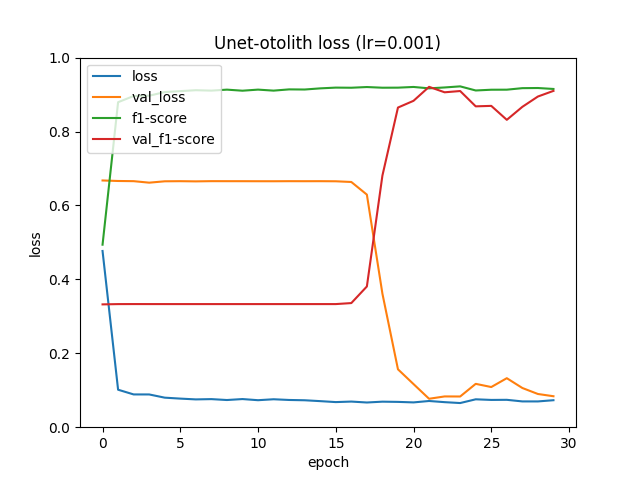 Unet-otolith loss (lr=0.001)
loss
val_loss
f1-score
val_f1-score
1.0
0.8
0.6
0.4
0.2
0.0
loss
0 5 10 15 20 25 30
epoch